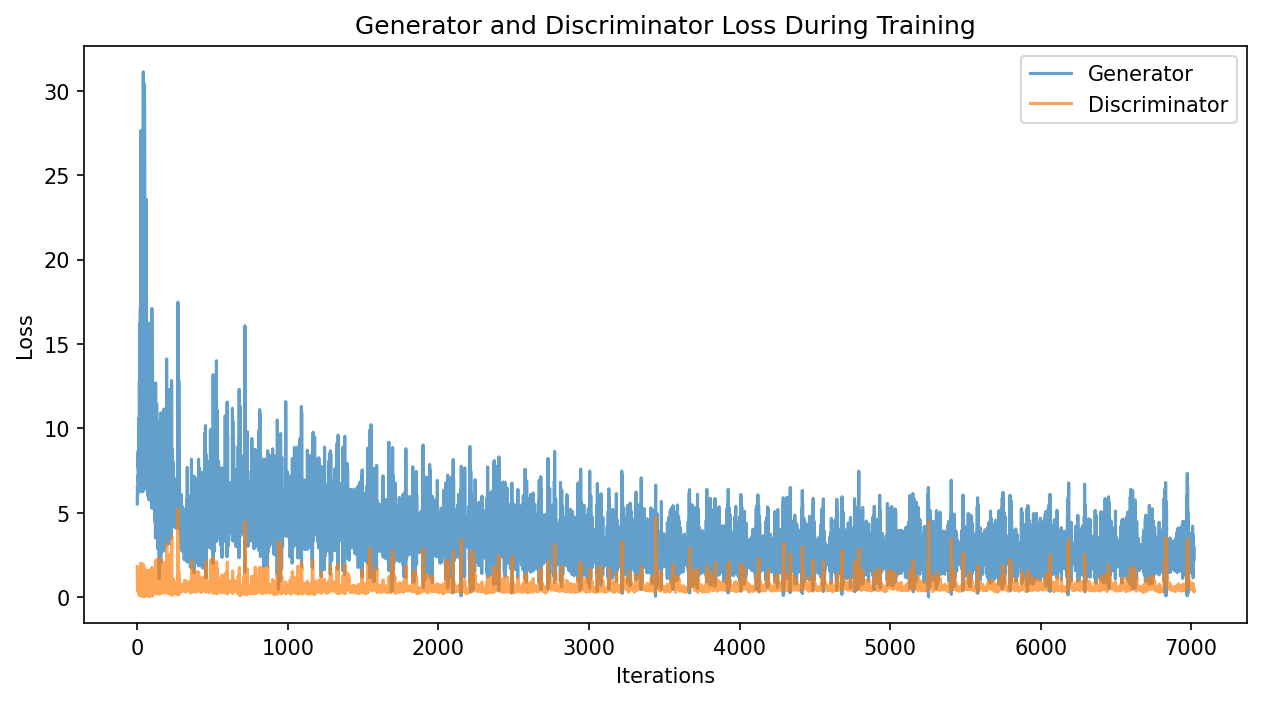 Generator and Discriminator Loss During Training
Generator
Discriminator
Loss
30
25
20
15
10
5
0
0 1000 2000 3000 4000 5000 6000 7000
Iterations